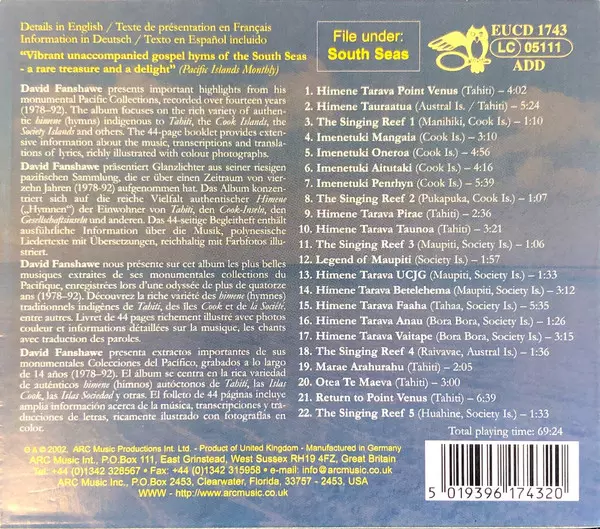 Details in English / Texte de présentation en Français
Information in Deutsch / Texto en Español incluido
"Vibrant unaccompanied gospel hyms of the South Seas
- a rare treasure and a delight" (Pacific Islands Monthly)
David Fanshawe presents important highlights from his
monumental Pacific Collections, recorded over fourteen years
(1978-92). The album focuses on the rich variety of authen-
tic himene (hymns) indigenous to Tahiti, the Cook Islands, the
Society Islands and others. The 44-page booklet provides exten-
sive information about the music, transcriptions and transla-
tions of lyrics, richly illustrated with colour photographs.
David Fanshawe präsentiert Glanzlichter aus seiner riesigen
pazifischen Sammlung, die er über einen Zeitraum von vier-
zehn Jahren (1978-92) aufgenommen hat. Das Album konzen-
triert sich auf die reiche Vielfalt authentischer Himene
(„Hymnen") der Einwohner von Tahiti, den Cook-Inseln, den
Gesellschaftsinseln und anderen. Das 44-seitige Begleitheft enthält
ausführliche Information über die Musik, polynesische
Liedertexte mit Übersetzungen, reichhaltig mit Farbfotos illu-
striert.
David Fanshawe nous présente sur cet album les plus belles
musiques extraites de ses monumentales collections du
Pacifique, enregistrées lors d'une odyssée de plus de quatorze
ans (1978-92). Découvrez la riche variété des himene (hymnes)
traditionnels indigènes de Tahiti, des îles Cook et de la Société,
entre autres. Livret de 44 pages richement illustré avec photos
couleur et informations détaillées sur la musique, les chants
avec traduction des paroles.
David Fanshawe presenta extractos importantes de sus
monumentales Colecciones del Pacífico, grabados a lo largo
de 14 años (1978-92). El álbum se centra en la rica variedad
de auténticos himene (himnos) autóctonos de Tahití, las Islas
Cook, las Islas Sociedad y otras. El folleto de 44 páginas incluye
amplia información acerca de la música, transcripciones y tra-
ducciones de letras, ricamente ilustrado con fotografías en
color.
File under:
South Seas
EUCD 1743
LC 05111
ADD
1. Himene Tarava Point Venus (Tahiti) - 4:02
2. Himene Tauraatua (Austral Is. / Tahiti) - 5:24
3. The Singing Reef 1 (Manihiki, Cook Is.) - 1:03
4. Imenetuki Mangaia (Cook Is.) - 3:10
5. Imenetuki Oneroa (Cook Is.) - 4:56
6. Imenetuki Aitutaki (Cook Is.) - 4:16
7. Imenetuki Penrhyn (Cook Is.) - 5:39
8. The Singing Reef 2 (Pukapuka, Cook Is.) - 1:07
9. Himene Tarava Pirae (Tahiti) - 2:36
10. Himene Tarava Taunoa (Tahiti) - 3:21
11. The Singing Reef 3 (Maupiti, Society Is.) - 1:06
12. Legend of Maupiti (Society Is.) - 1:57
13. Himene Tarava UCJG (Maupiti, Society Is.) - 1:33
14. Himene Tarava Betelehema (Maupiti, Society Is.) - 3:12
15. Himene Tarava Faaha (Tahaa, Society Is.) - 5:35
16. Himene Tarava Anau (Bora Bora, Society Is.) - 1:26
17. Himene Tarava Vaitape (Bora Bora, Society Is.) - 3:15
18. The Singing Reef 4 (Raivavae, Austral Is.) - 1:36
19. Marae Arahurahu (Tahiti) - 2:05
20. Otea Te Maeva (Tahiti) - 3:00
21. Return to Point Venus (Tahiti) - 6:39
22. The Singing Reef 5 (Huahine, Society Is.) - 1:33
Total playing time: 69:24
℗ & © 2002, ARC Music Productions Int. Ltd. - Product of United Kingdom - Manufactured in Germany
ARC Music Int., P.O.Box 111, East Grinstead, West Sussex RH19 4FZ, Great Britain
Tel: +44 (0)1342 328567 • Fax: +44 (0)1342 315958 • e-mail: info@arcmusic.co.uk
ARC Music Inc., P.O.Box 2453, Clearwater, Florida, 33757 - 2453, USA
WWW - http://www.arcmusic.co.uk
5 019396 174320